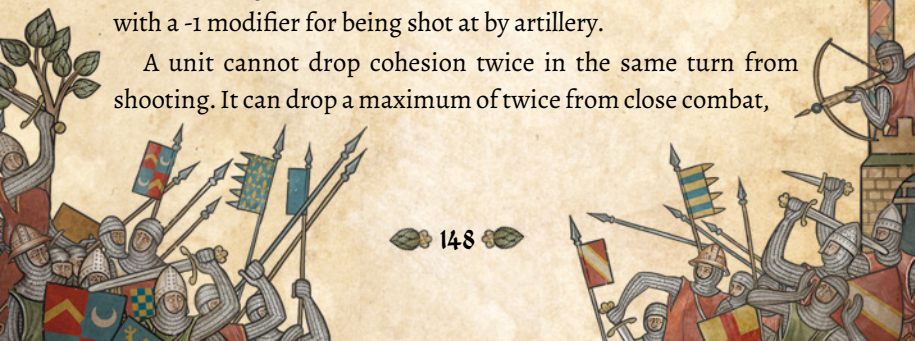 with a -1 modifier for being shot at by artillery.
A unit cannot drop cohesion twice in the same turn from
shooting. It can drop a maximum of twice from close combat,
148